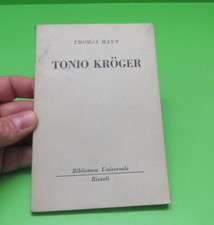 THOMAS MANN
TONIO KRÖGER
Biblioteca Universale
Rizzoli